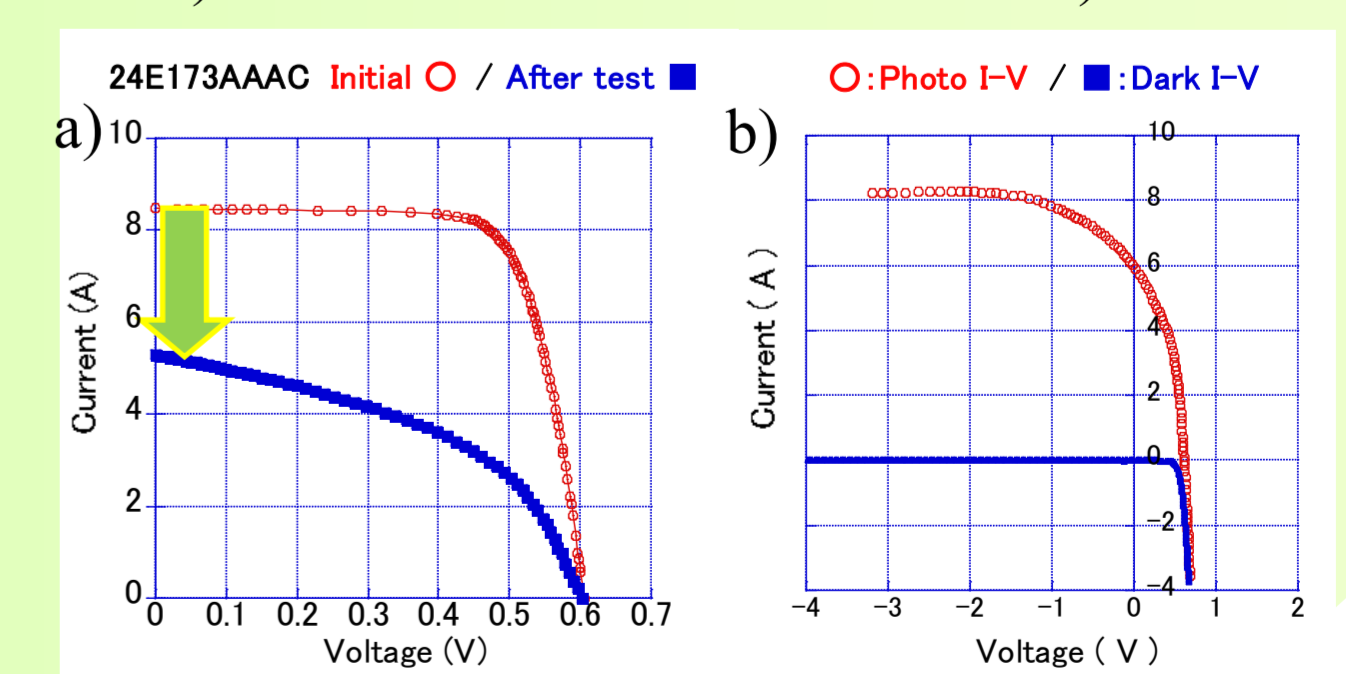 24E173AAAC Initial ○ / After test ■
○:Photo I-V / ■:Dark I-V
a)
10
8
6
4
2
0
Current (A)
0 0.1 0.2 0.3 0.4 0.5 0.6 0.7
Voltage (V)
b)
10
8
6
4
2
0
-2
-4
Current ( A )
-4 -3 -2 -1 0 1 2
Voltage ( V )